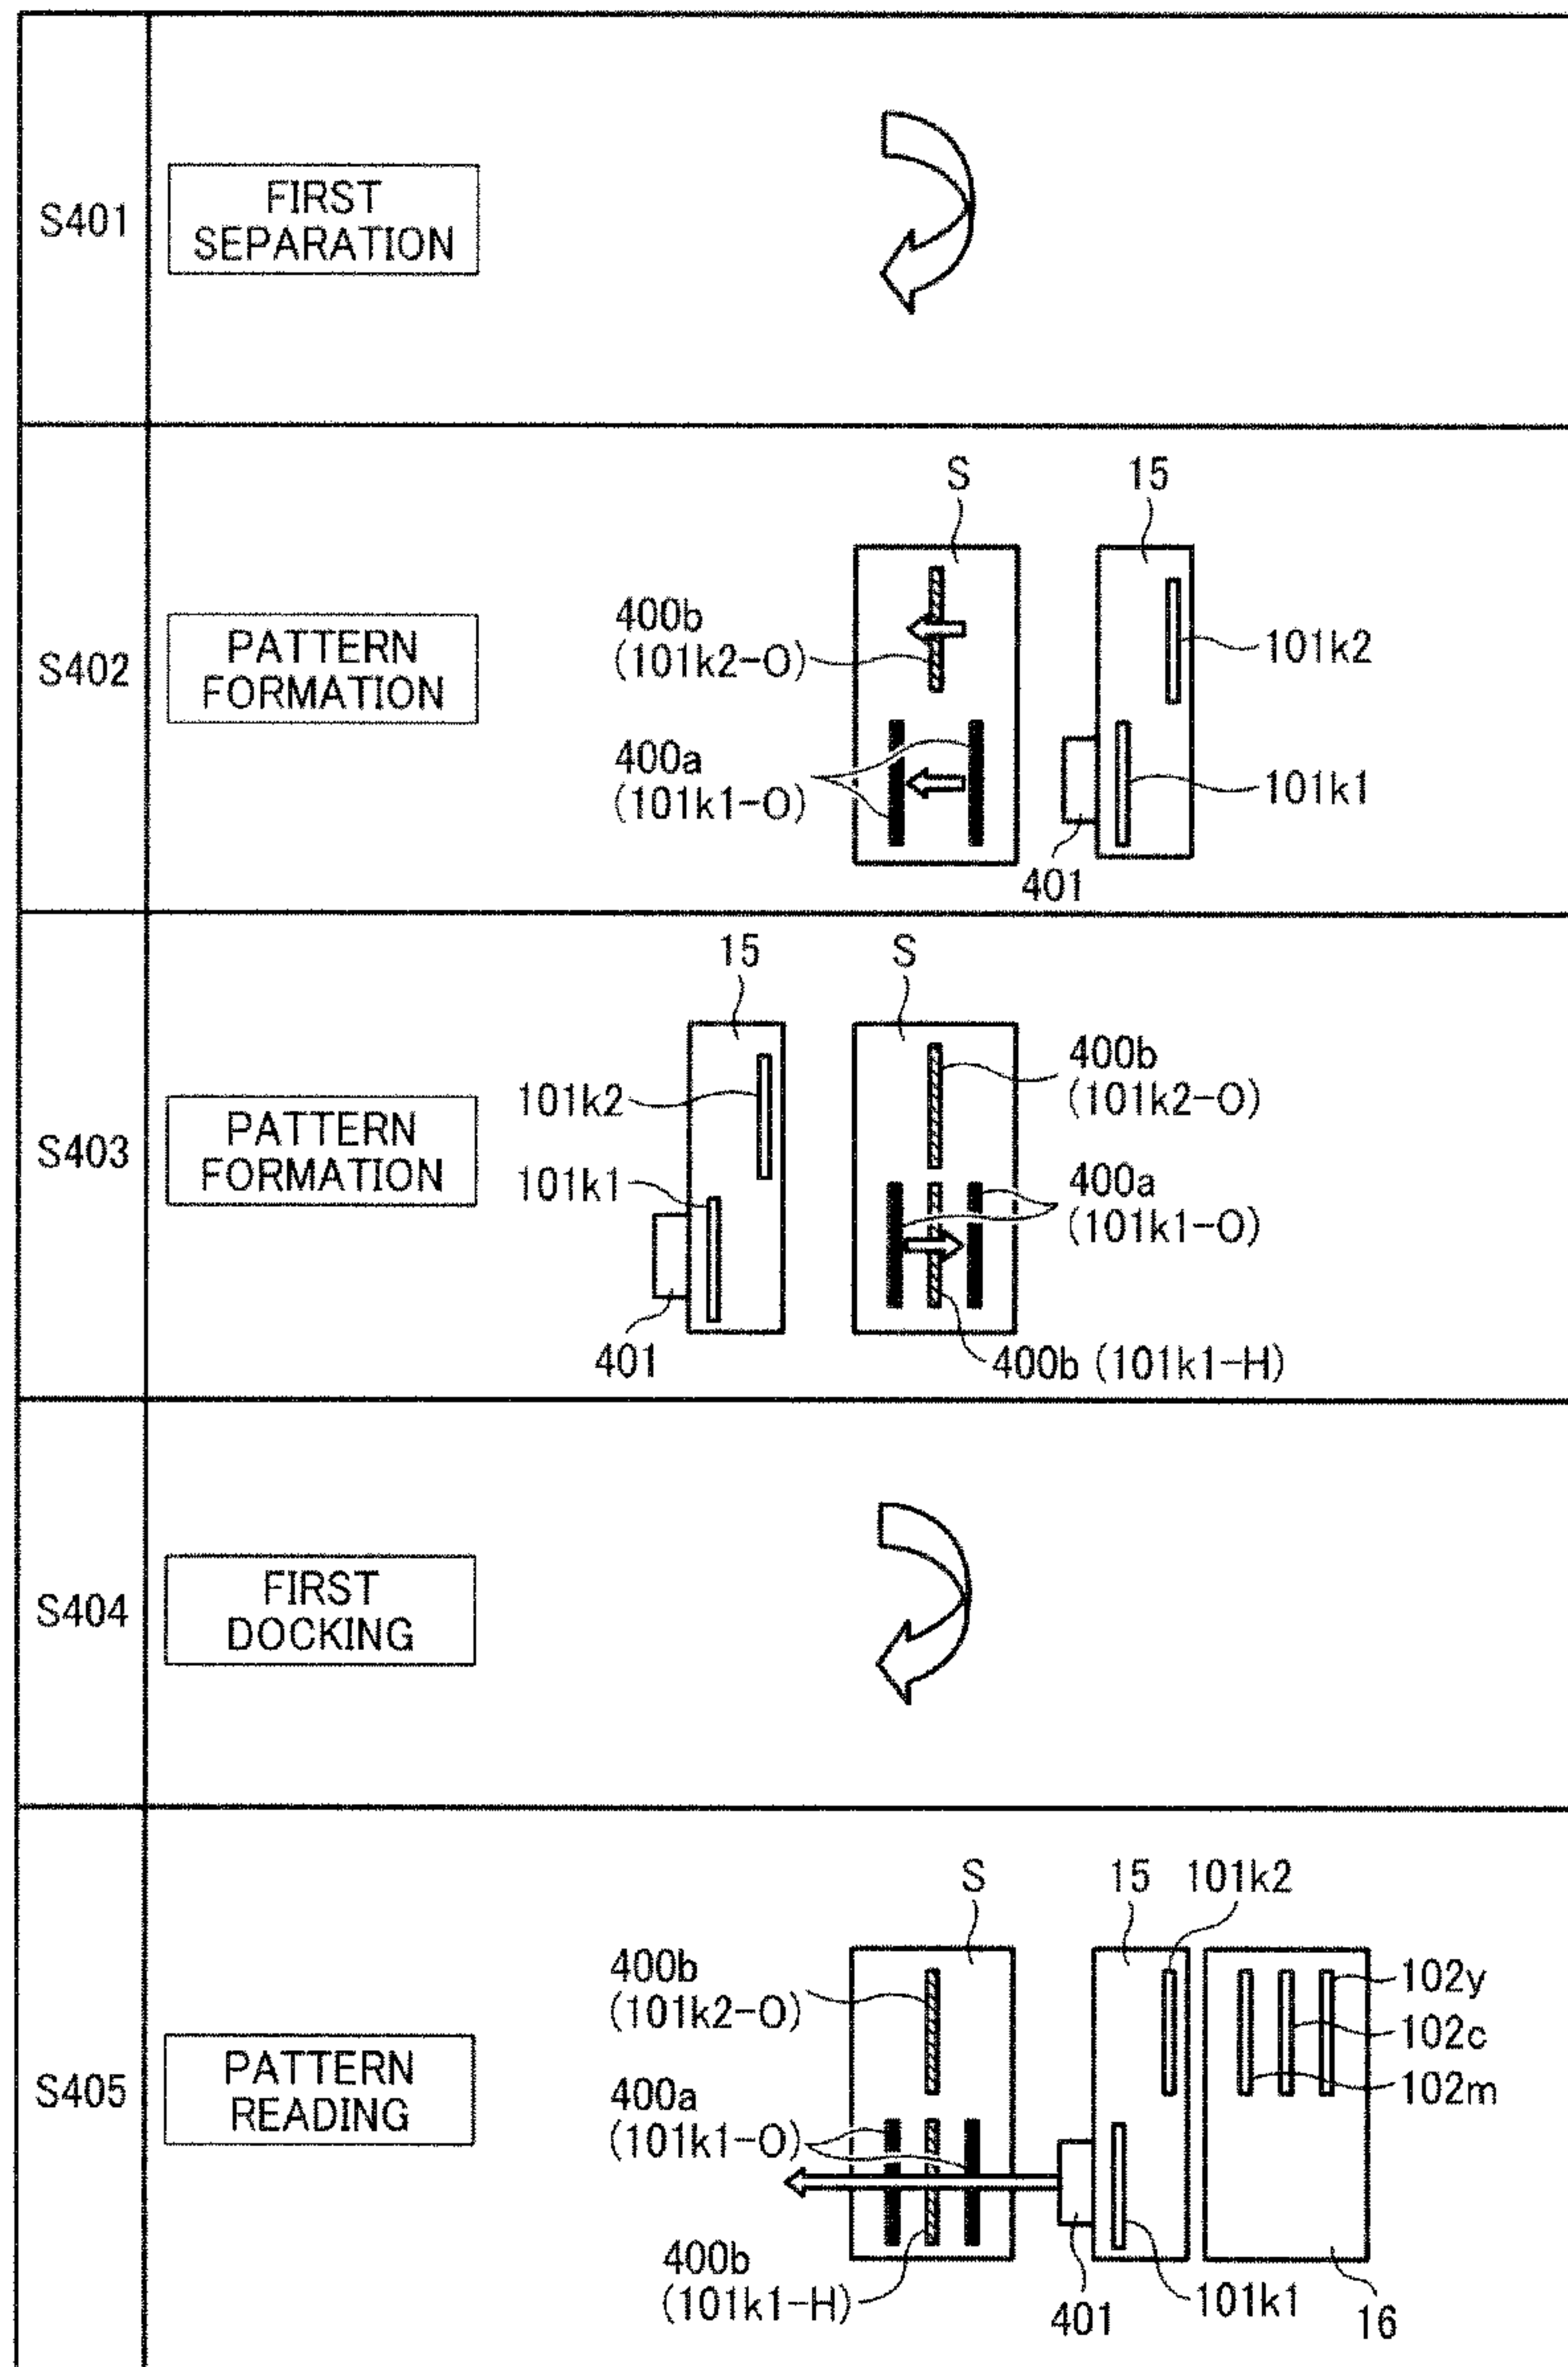 S401
FIRST
SEPARATION
S402
PATTERN
FORMATION
S
15
400b
(101k2-O)
400a
(101k1-O)
101k2
101k1
401
S403
PATTERN
FORMATION
15
S
101k2
101k1
401
400b
(101k2-O)
400a
(101k1-O)
400b (101k1-H)
S404
FIRST
DOCKING
S405
PATTERN
READING
S
15
101k2
400b
(101k2-O)
400a
(101k1-O)
400b
(101k1-H)
102y
102c
102m
401
101k1
16